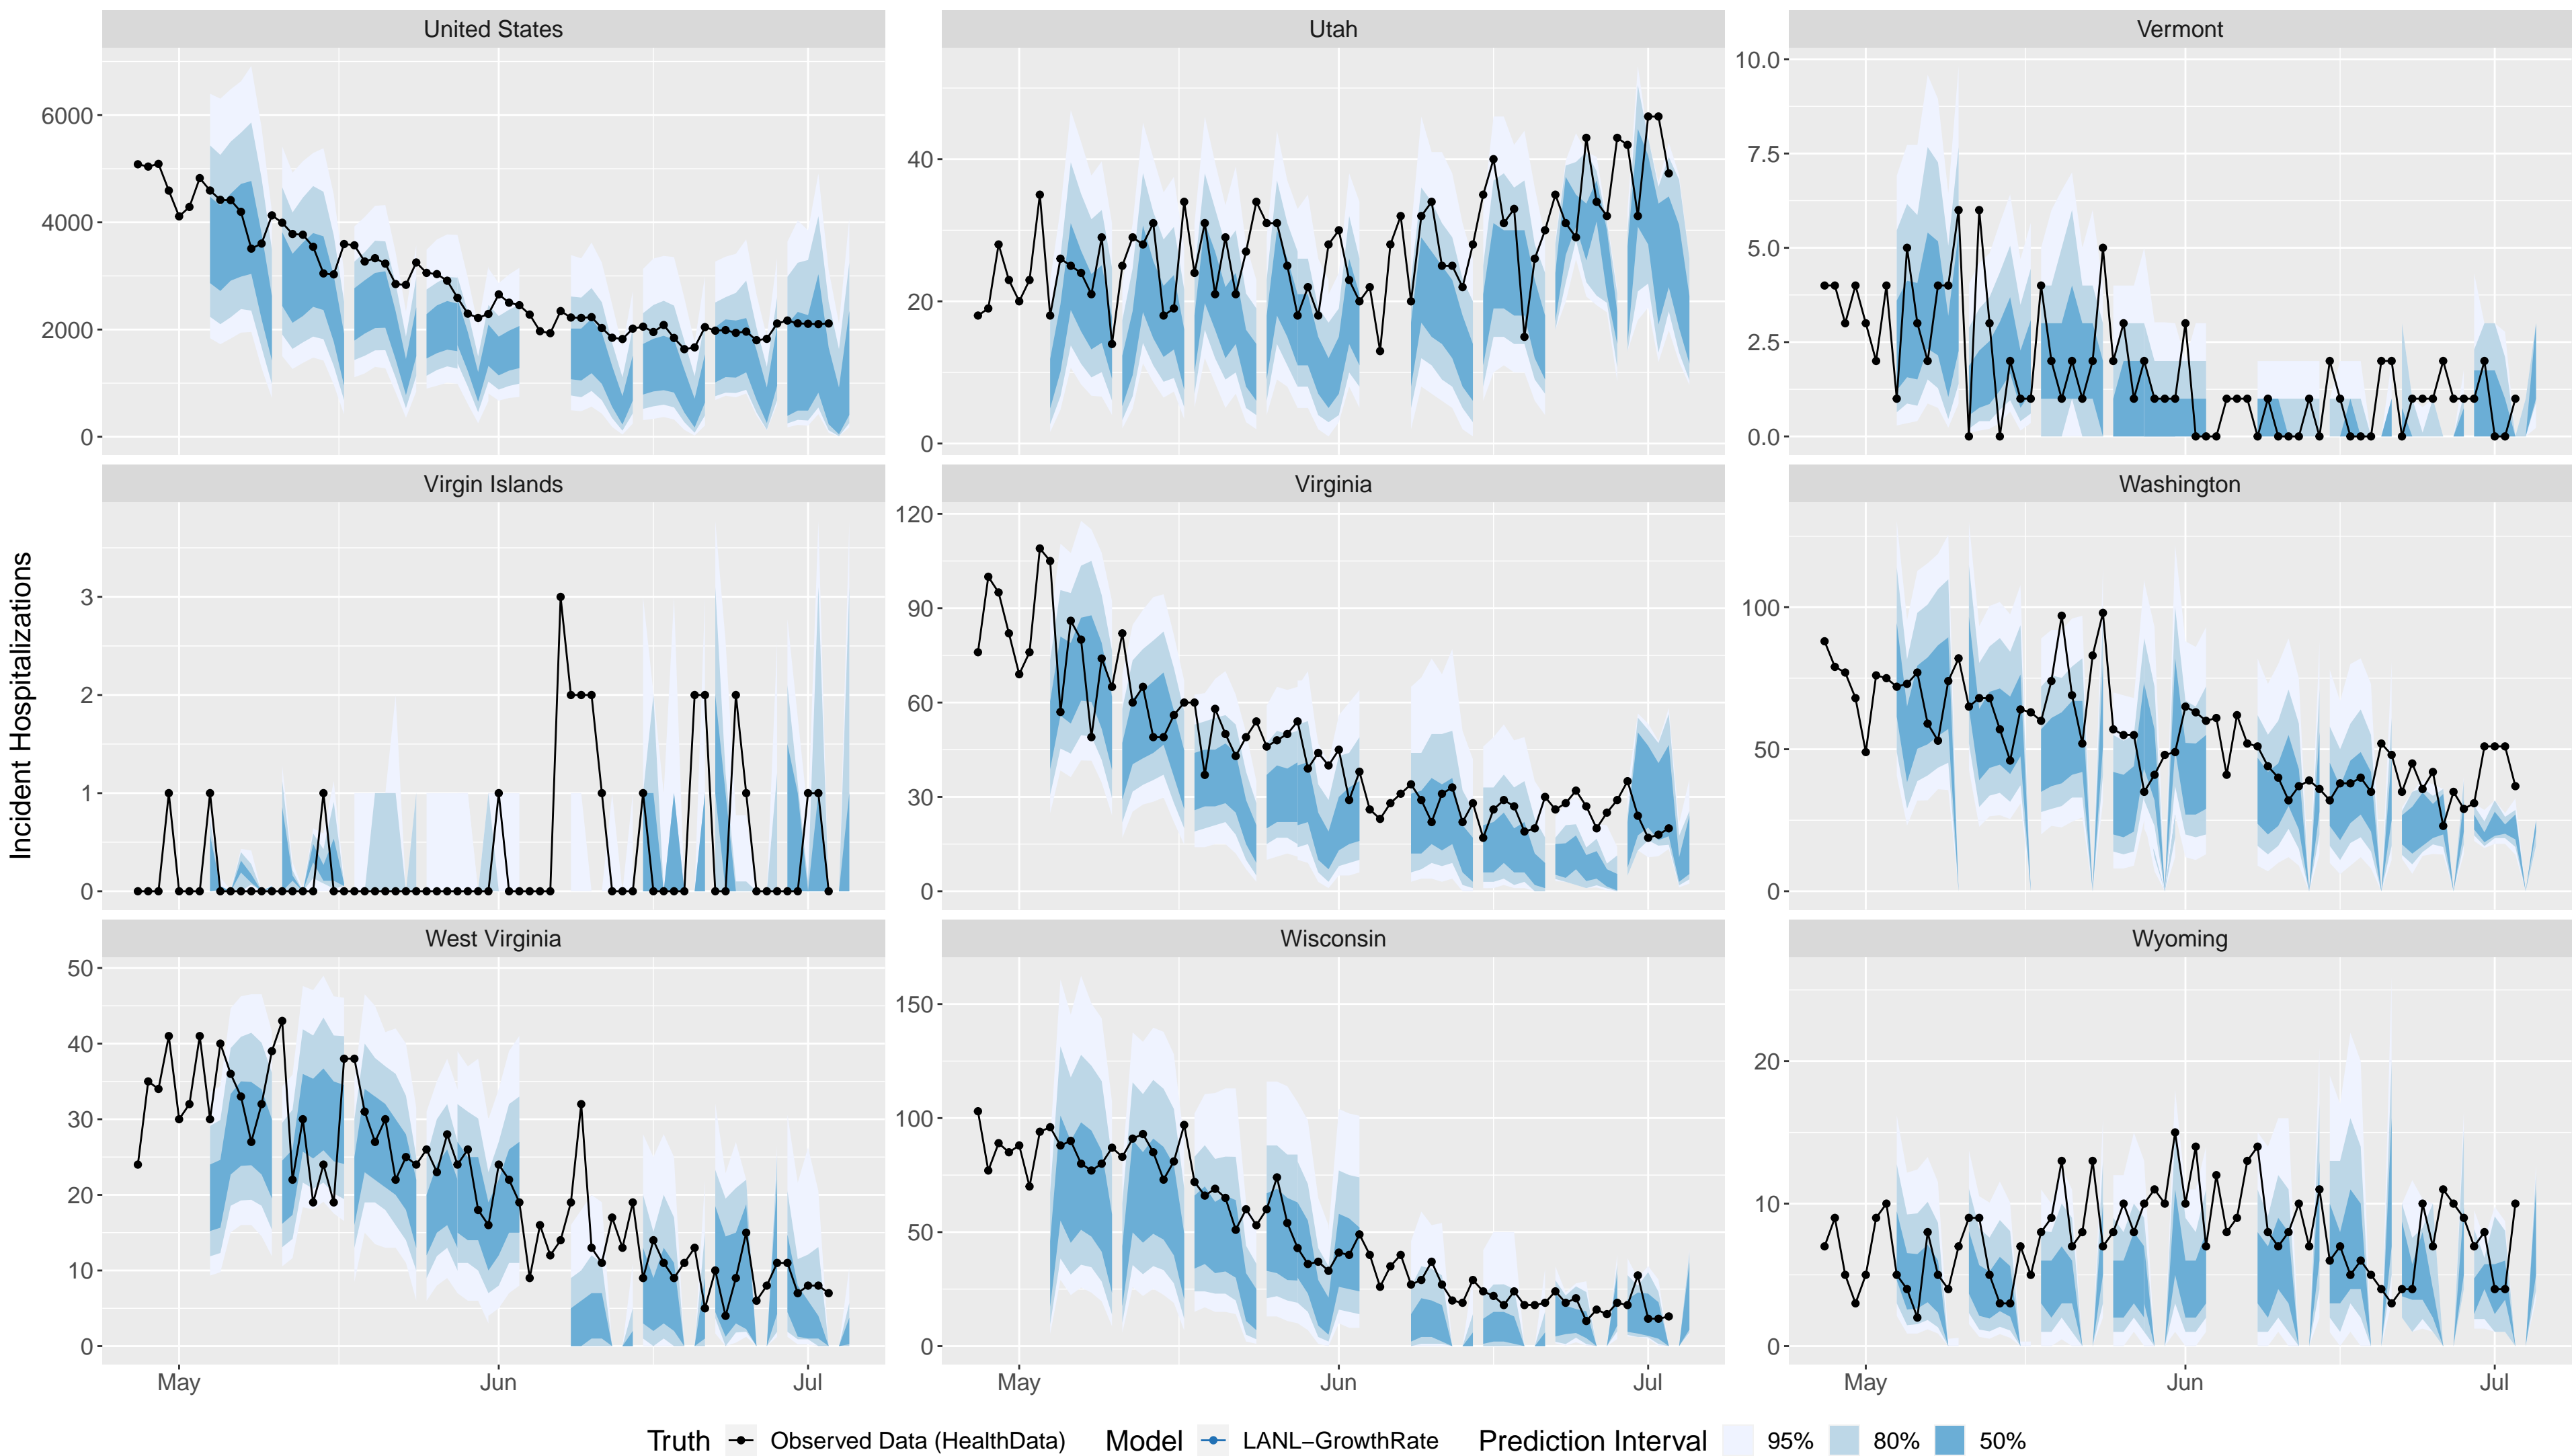 United States
Utah
Vermont
6000
4000
2000
0
40
20
0
10.0
7.5
5.0
2.5
0.0
Virgin Islands
Virginia
Washington
Incident Hospitalizations
3
2
1
0
120
90
60
30
0
100
50
0
West Virginia
Wisconsin
Wyoming
50
40
30
20
10
0
150
100
50
0
20
10
0
May Jun Jul
May Jun Jul
May Jun Jul
Truth Observed Data (HealthData) Model LANL−GrowthRate Prediction Interval 95% 80% 50%